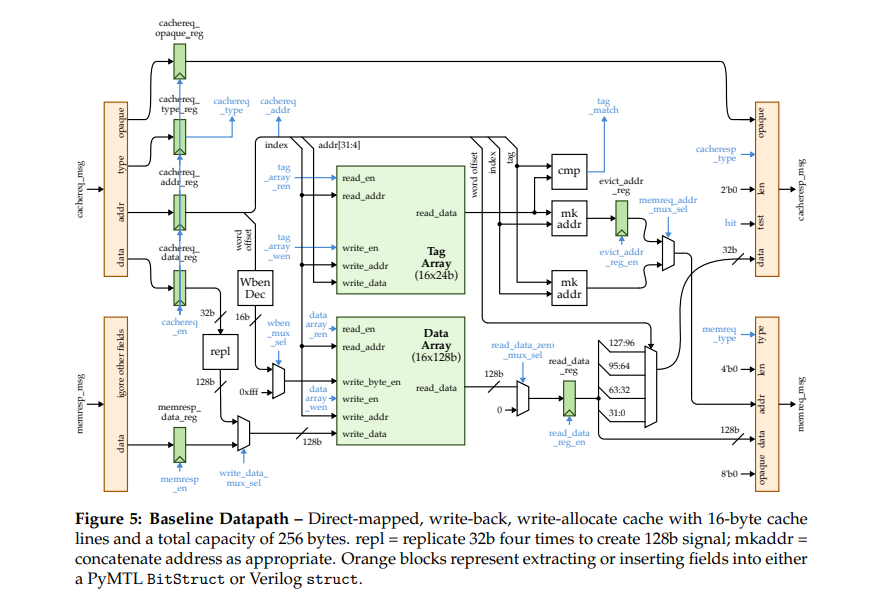 cachereq_
opaque_reg
cachereq_
type_reg
cachereq
_type
cachereq
_addr
tag
_match
opaque
type
addr
data
cachereq_msg
cachereq_
addr_reg
cachereq_
data_reg
cachereq
_en
index
addr[31:4]
word offset
index
tag
tag
_array
_ren
read_en
read_addr
read_data
tag
_array
_wen
write_en
write_addr
write_data
Tag
Array
(16x24b)
cmp
mk
addr
mk
addr
evict_addr
_reg
evict_addr
_reg_en
memreq_addr
_mux_sel
opaque
cacheresp
_type
2'b0
len
hit
test
32b
data
cacheresp_msg
word
offset
Wben
Dec
16b
32b
repl
128b
wben
_mux
_sel
0xfff
data
array
_ren
read_en
read_addr
Data
Array
(16x128b)
read_data
write_byte_en
data
array
_wen
write_en
write_addr
write_data
128b
128b
read_data_zero
_mux_sel
0
read_data
_reg
read_data
_reg_en
127:96
95:64
63:32
31:0
igore other fields
data
memresp_msg
memresp_
data_reg
memresp
_en
write_data_
mux_sel
memreq
_type
type
4'b0
len
addr
128b
data
8'b0
opaque
memreq_msg
Figure 5: Baseline Datapath – Direct-mapped, write-back, write-allocate cache with 16-byte cache
lines and a total capacity of 256 bytes. repl = replicate 32b four times to create 128b signal; mkaddr =
concatenate address as appropriate. Orange blocks represent extracting or inserting fields into either
a PyMTL BitStruct or Verilog struct.